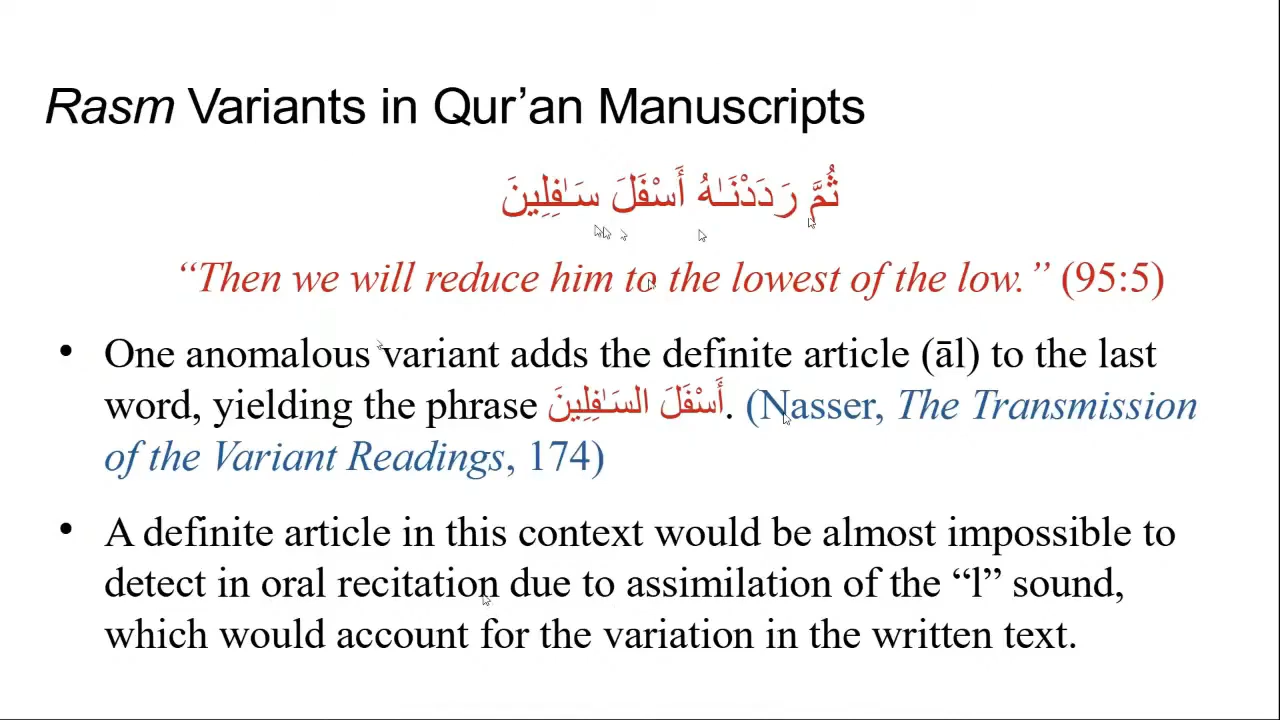 Rasm Variants in Qur’an Manuscripts
ثُمَّ رَدَدْنَـٰهُ أَسْفَلَ سَـٰفِلِينَ
“Then we will reduce him to the lowest of the low.” (95:5)
• One anomalous variant adds the definite article (āl) to the last
word, yielding the phrase أَسْفَلَ السَـٰفِلِينَ. (Nasser, The Transmission
of the Variant Readings, 174)
• A definite article in this context would be almost impossible to
detect in oral recitation due to assimilation of the “l” sound,
which would account for the variation in the written text.